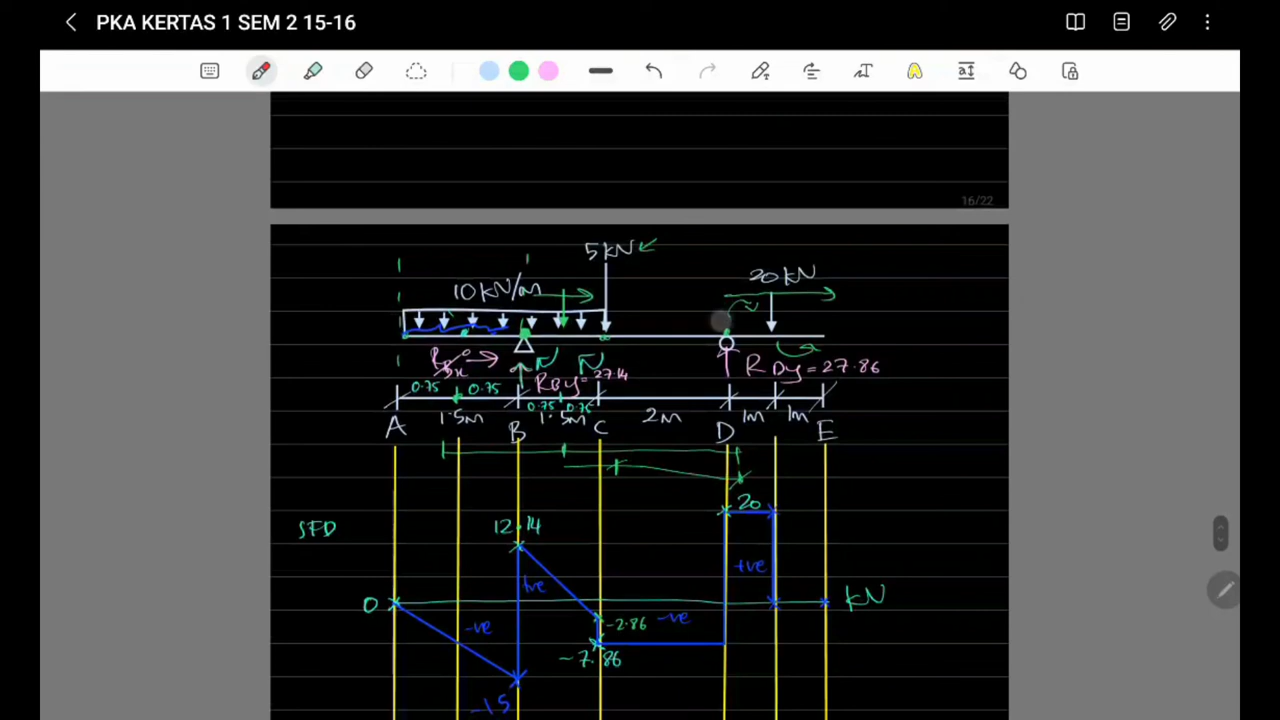 PKA KERTAS 1 SEM 2 15-16
16/22
5kN
10kN/m
20kN
RBy = 27.14
RDy = 27.86
0.75 0.75 0.75 0.75
1.5m 1.5m 2m 1m 1m
A B C D E
SFD
12.14
20
+ve
+ve
0
kN
-ve
-2.86
-ve
-7.86
-15